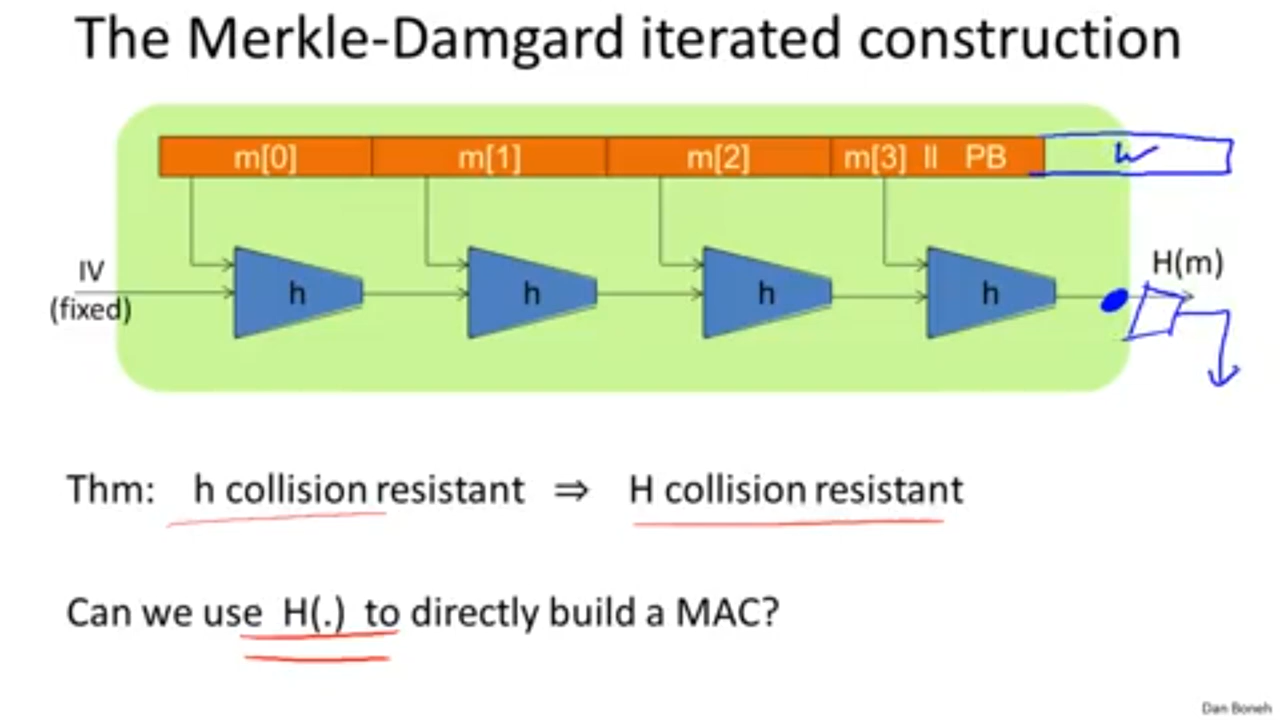 The Merkle-Damgard iterated construction
m[0] m[1] m[2] m[3] ll PB w
IV
(fixed)
h h h h
H(m)
Thm: h collision resistant ⇒ H collision resistant
Can we use H(.) to directly build a MAC?
Dan Boneh